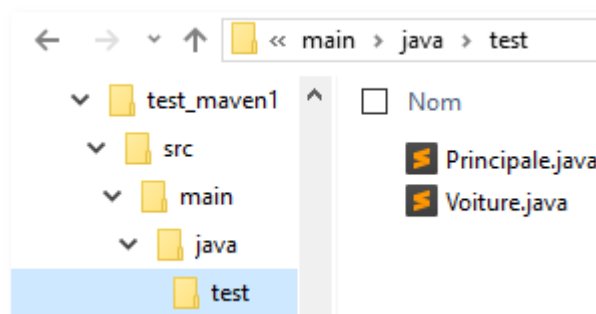 « main > java > test
test_maven1
src
main
java
test
Nom
Principale.java
Voiture.java